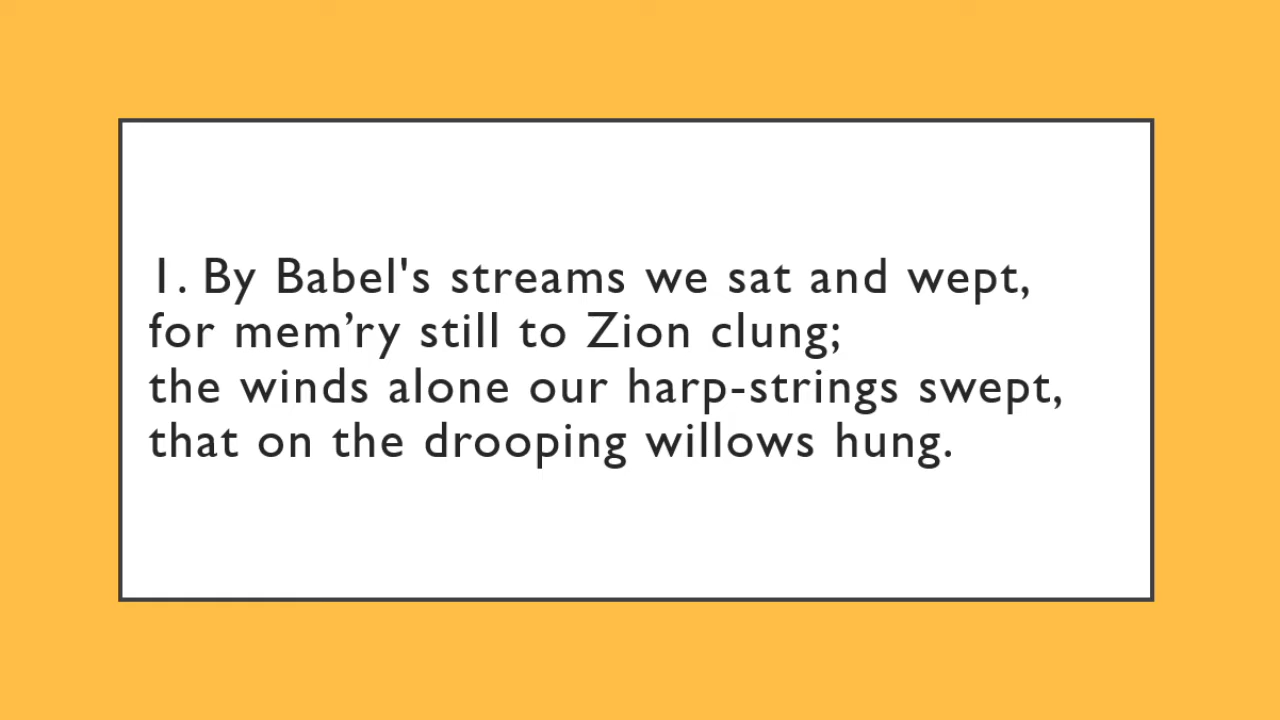 1. By Babel's streams we sat and wept,
for mem’ry still to Zion clung;
the winds alone our harp-strings swept,
that on the drooping willows hung.